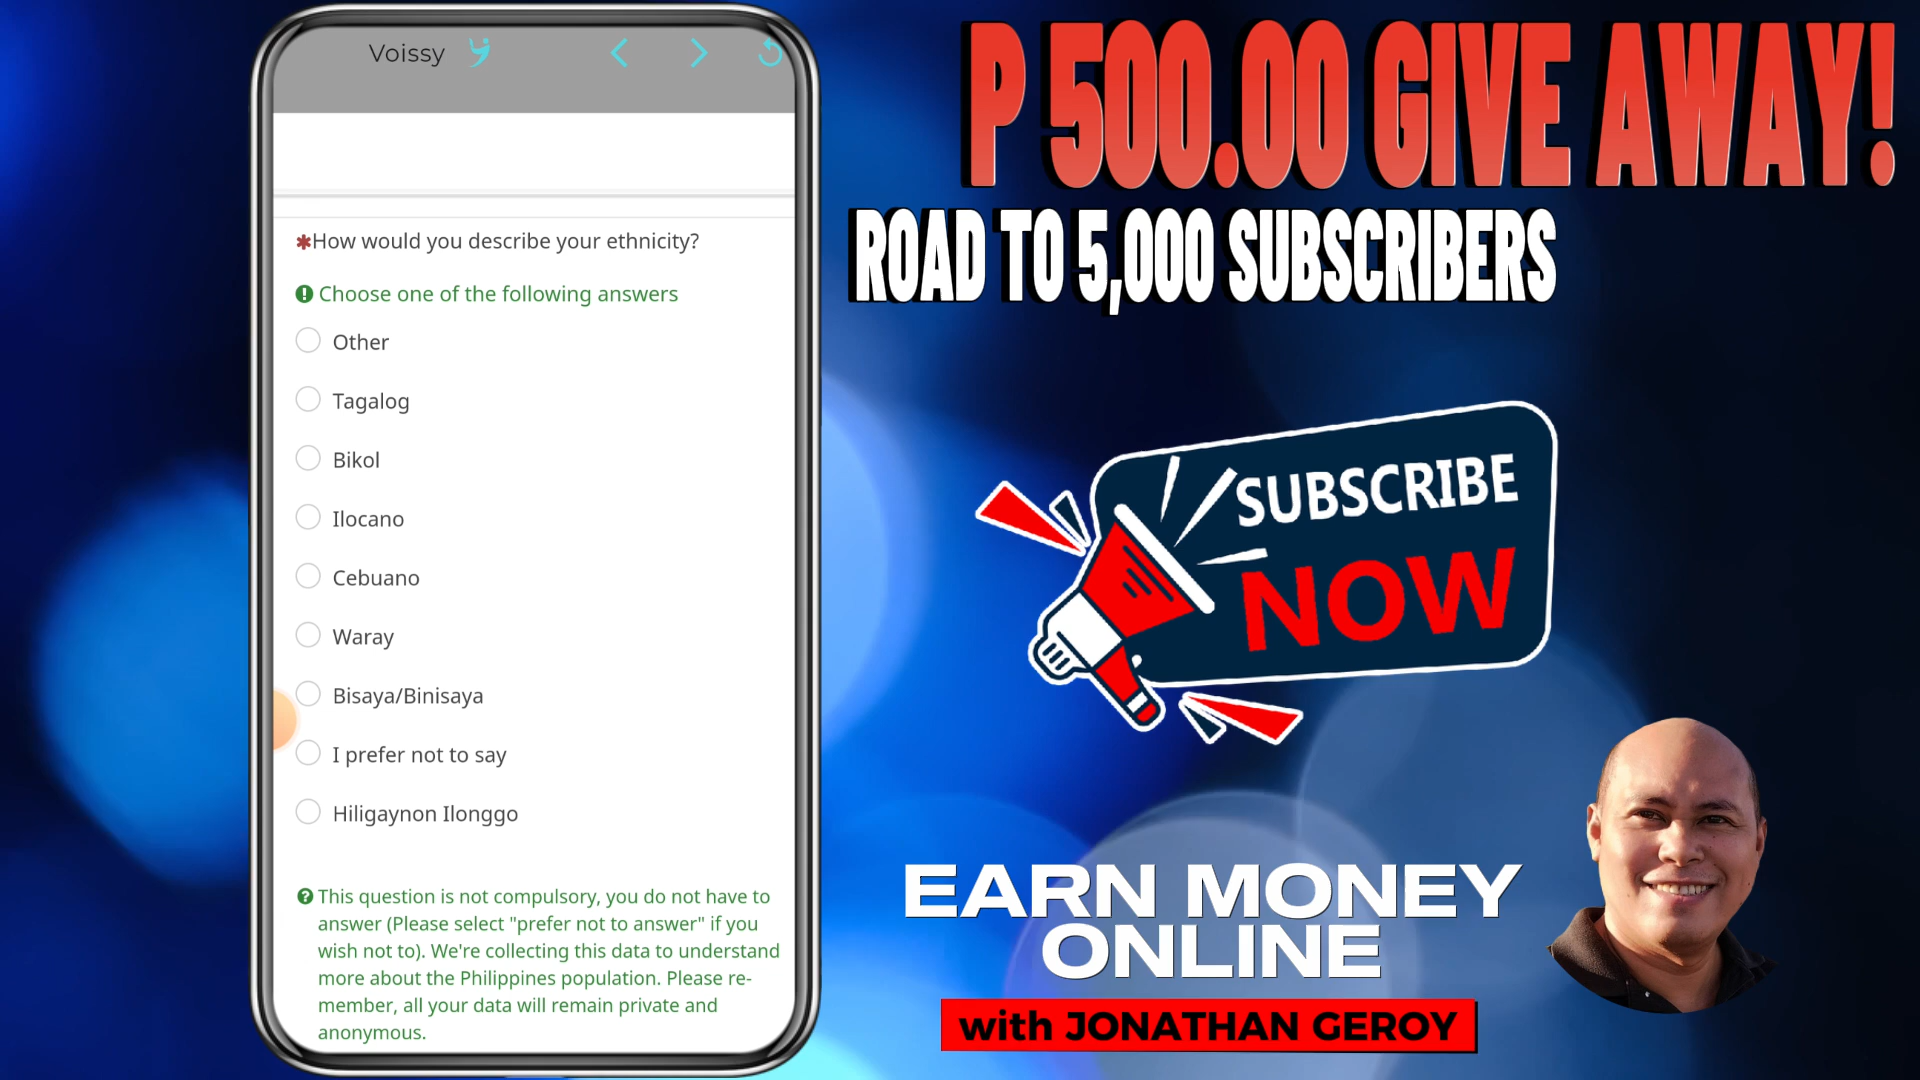 Voissy
*How would you describe your ethnicity?
Choose one of the following answers
Other
Tagalog
Bikol
Ilocano
Cebuano
Waray
Bisaya/Binisaya
I prefer not to say
Hiligaynon Ilonggo
This question is not compulsory, you do not have to
answer (Please select "prefer not to answer" if you
wish not to). We're collecting this data to understand
more about the Philippines population. Please re-
member, all your data will remain private and
anonymous.
P 500.00 GIVE AWAY!
ROAD TO 5,000 SUBSCRIBERS
SUBSCRIBE
NOW
EARN MONEY
ONLINE
with JONATHAN GEROY